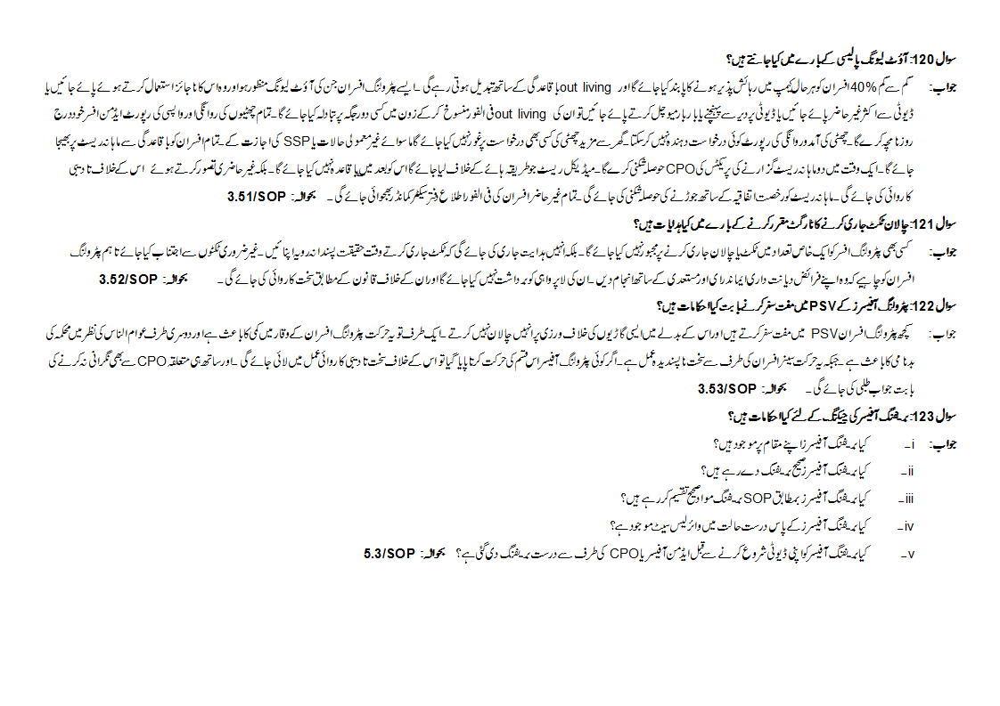 سوال 120: آؤٹ لیونگ پالیسی کے بارے میں کیا جانتے ہیں؟
جواب: کم سے کم 40% افسران کو ہر حال کیمپ میں رہائش پذیر ہونے کا پابند کیا جائے گا اور out living باقاعدگی کے ساتھ تبدیل ہوتی رہے گی۔ ایسے پٹرولنگ افسران جن کی آؤٹ لیونگ منظور ہو اور وہ اس کا ناجائز استعمال کرتے ہوئے پائے جائیں یا
ڈیوٹی سے اکثر غیر حاضر پائے جائیں یا ڈیوٹی پر دیر سے پہنچنے یا بار بار میوچل کرتے پائے جائیں تو ان کی out living فی الفور منسوخ کر کے زون میں کسی دور جگہ پر تبادلہ کیا جائے گا۔ تمام چھٹیوں کی روانگی اور واپسی کی رپورٹ ایڈمن افسر خود درج
روزنامچہ کرے گا۔ چھٹی کی آمد و روانگی کی رپورٹ کوئی درخواست دہندہ نہیں کر سکتا۔ گھر سے مزید چھٹی کی کسی بھی درخواست پر غور نہیں کیا جائے گا ماسوائے غیر معمولی حالات یا SSP کی اجازت کے۔ تمام افسران کو باقاعدگی سے ماہانہ ریسٹ پر بھیجا
جائے گا۔ ایک وقت میں دو ماہانہ ریسٹ گزارنے کی پریکٹس کی CPO حوصلہ شکنی کرے گا۔ میڈیکل ریسٹ جو طریقہ ہائے کے خلاف لیا جائے گا اس کو بعد میں باقاعدہ نہیں کیا جائے گا۔ بلکہ غیر حاضری تصور کرتے ہوئے اس کے خلاف تادیبی
کاروائی کی جائے گی۔ ماہانہ ریسٹ کو رخصت اتفاقیہ کے ساتھ جوڑنے کی حوصلہ شکنی کی جائے گی۔ تمام غیر حاضر افسران کی فی الفور اطلاع دفتر سیکٹر کمانڈر بھجوائی جائے گی۔ بحوالہ: 3.51/SOP
سوال 121: چالان ٹکٹ جاری کرنے کا ٹارگٹ مقرر کرنے کے بارے میں کیا ہدایات ہیں؟
جواب: کسی بھی پٹرولنگ افسر کو ایک خاص تعداد میں ٹکٹ یا چالان جاری کرنے پر مجبور نہیں کیا جائے گا۔ بلکہ انہیں ہدایت جاری کی جائے گی کہ ٹکٹ جاری کرتے وقت حقیقت پسنداندرویہ اپنائیں۔ غیر ضروری ٹکٹوں سے اجتناب کیا جائے تاہم پٹرولنگ
افسران کو چاہیے کہ وہ اپنے فرائض دیانت داری ایمانداری اور مستعدی کے ساتھ انجام دیں۔ ان کی لاپرواہی کو برداشت نہیں کیا جائے گا اور ان کے خلاف قانون کے مطابق سخت کاروائی کی جائے گی۔ بحوالہ: 3.52/SOP
سوال 122: پٹرولنگ آفیسرز کے PSV میں مفت سفر کرنے بابت کیا احکامات ہیں؟
جواب: کچھ پٹرولنگ افسران PSV میں مفت سفر کرتے ہیں اور اس کے بدلے میں ایسی گاڑیوں کی خلاف ورزی پر انہیں چالان نہیں کرتے۔ ایک طرف تو یہ حرکت پٹرولنگ افسران کے وقار میں کمی کا باعث ہے اور دوسری طرف عوام الناس کی نظر میں محکمہ کی
بدنامی کا باعث ہے۔ جبکہ یہ حرکت سینئر افسران کی طرف سے سخت ناپسندیدہ عمل ہے۔ اگر کوئی پٹرولنگ آفیسر اس قسم کی حرکت کرتا پایا گیا تو اس کے خلاف سخت تادیبی کاروائی عمل میں لائی جائے گی۔ اور ساتھ ہی متعلقہ CPO سے بھی نگرانی نہ کرنے کی
بابت جواب طلبی کی جائے گی۔ بحوالہ: 3.53/SOP
سوال 123: بریفنگ آفیسر کی چیکنگ کے لئے کیا احکامات ہیں؟
جواب: i۔ کیا بریفنگ آفیسرز اپنے مقام پر موجود ہیں؟
ii۔ کیا بریفنگ آفیسرز صحیح بریفنگ دے رہے ہیں؟
iii۔ کیا بریفنگ آفیسرز بمطابق SOP بریفنگ مواد صحیح تقسیم کر رہے ہیں؟
iv۔ کیا بریفنگ آفیسرز کے پاس درست حالت میں وائرلیس سیٹ موجود ہے؟
v۔ کیا بریفنگ آفیسر کو اپنی ڈیوٹی شروع کرنے سے قبل ایڈمن آفیسر یا CPO کی طرف سے درست بریفنگ دی گئی ہے؟ بحوالہ: 5.3/SOP